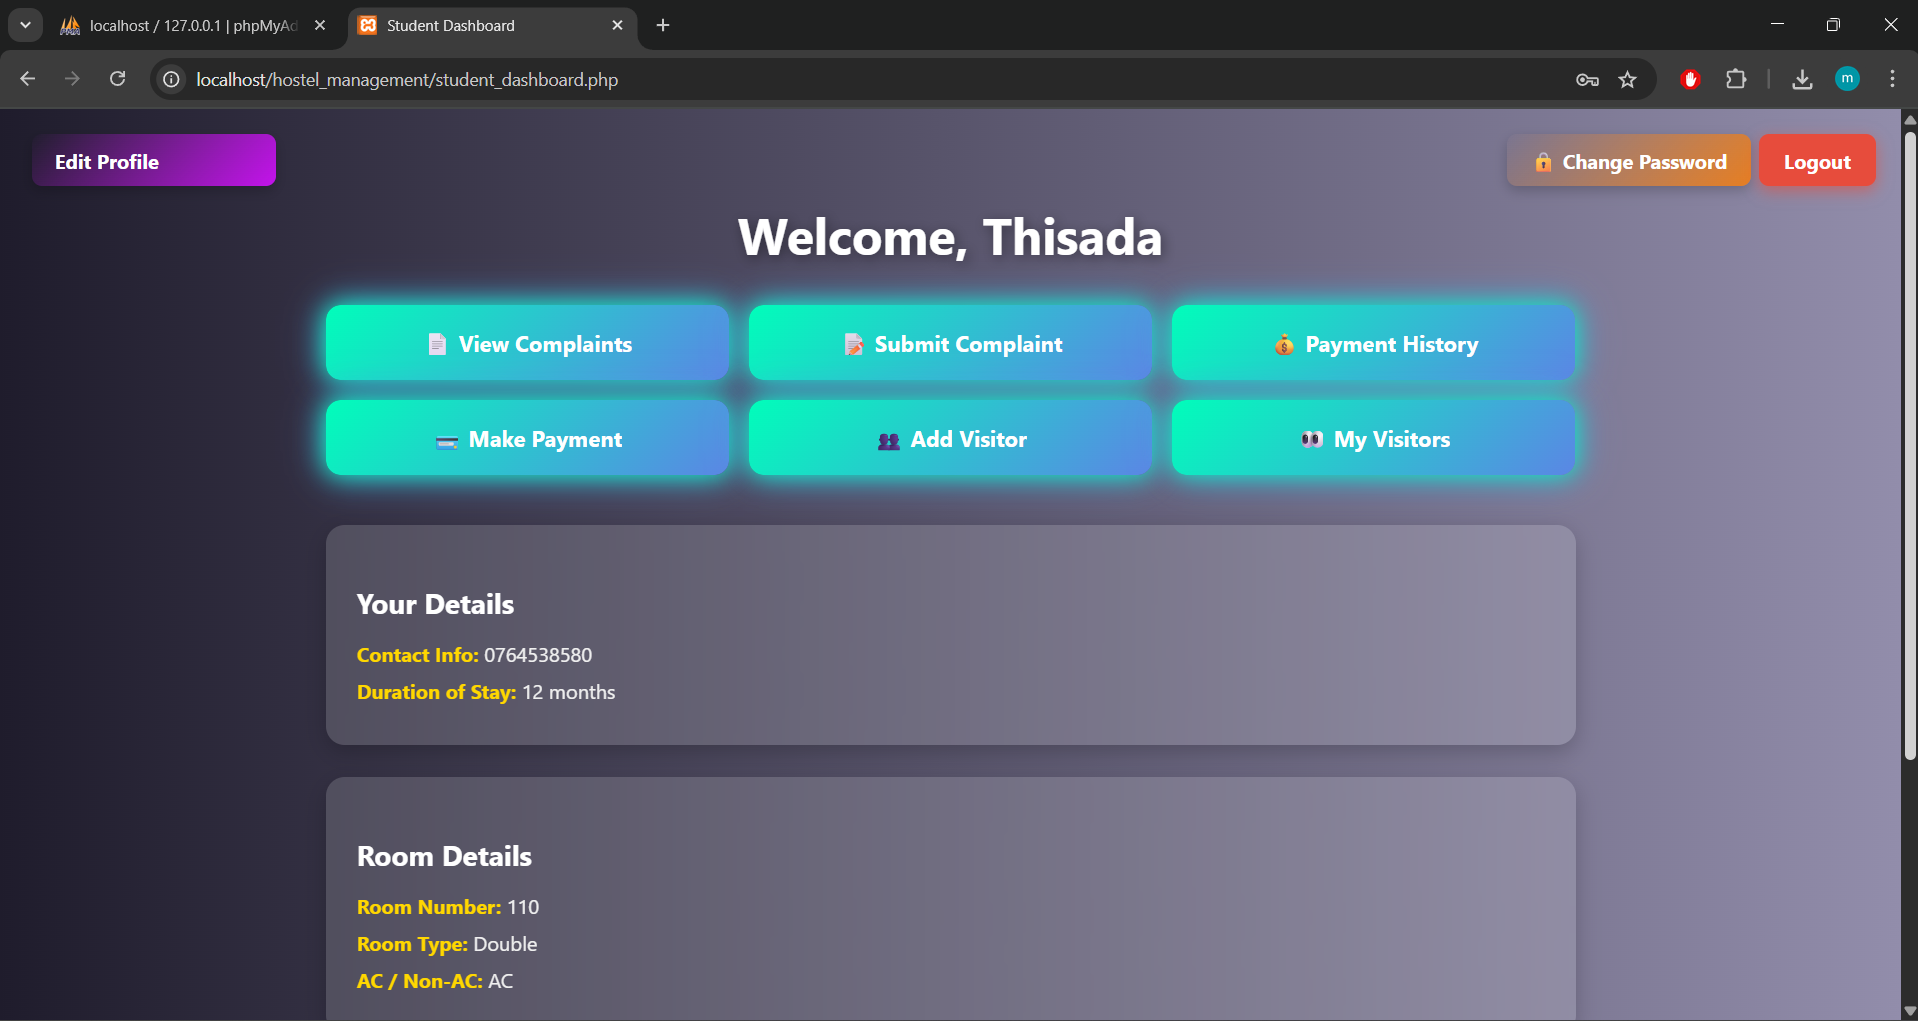 localhost / 127.0.0.1 | phpMyAd
Student Dashboard
localhost/hostel_management/student_dashboard.php
m
Edit Profile
Change Password
Logout
Welcome, Thisada
View Complaints
Submit Complaint
Payment History
Make Payment
Add Visitor
My Visitors
Your Details
Contact Info: 0764538580
Duration of Stay: 12 months
Room Details
Room Number: 110
Room Type: Double
AC / Non-AC: AC